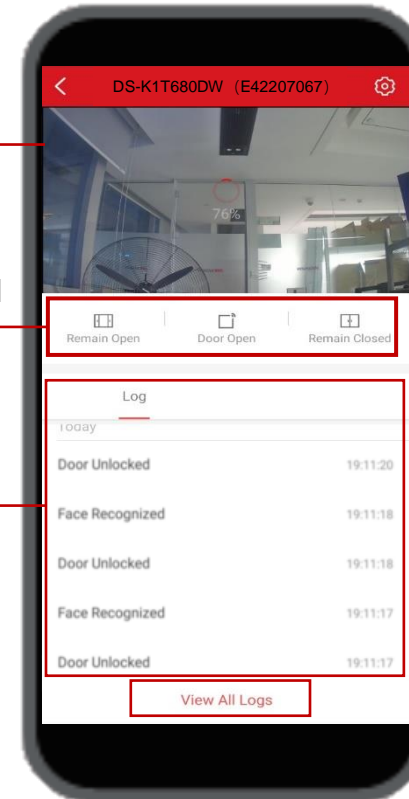 DS-K1T680DW (E42207067)
76%
Remain Open Door Open Remain Closed
Log
Today
Door Unlocked 19:11:20
Face Recognized 19:11:18
Door Unlocked 19:11:18
Face Recognized 19:11:17
Door Unlocked 19:11:17
View All Logs